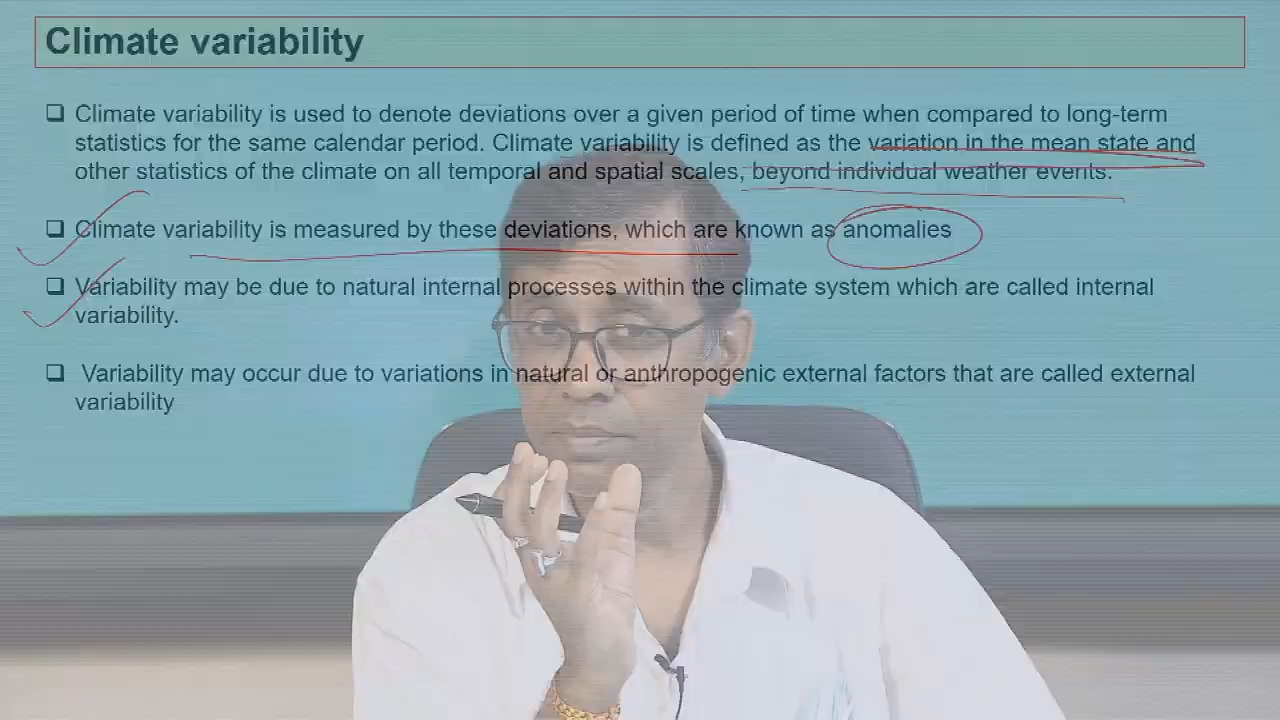 Climate variability
❑ Climate variability is used to denote deviations over a given period of time when compared to long-term
statistics for the same calendar period. Climate variability is defined as the variation in the mean state and
other statistics of the climate on all temporal and spatial scales, beyond individual weather events.
❑ Climate variability is measured by these deviations, which are known as anomalies
❑ Variability may be due to natural internal processes within the climate system which are called internal
variability.
❑ Variability may occur due to variations in natural or anthropogenic external factors that are called external
variability